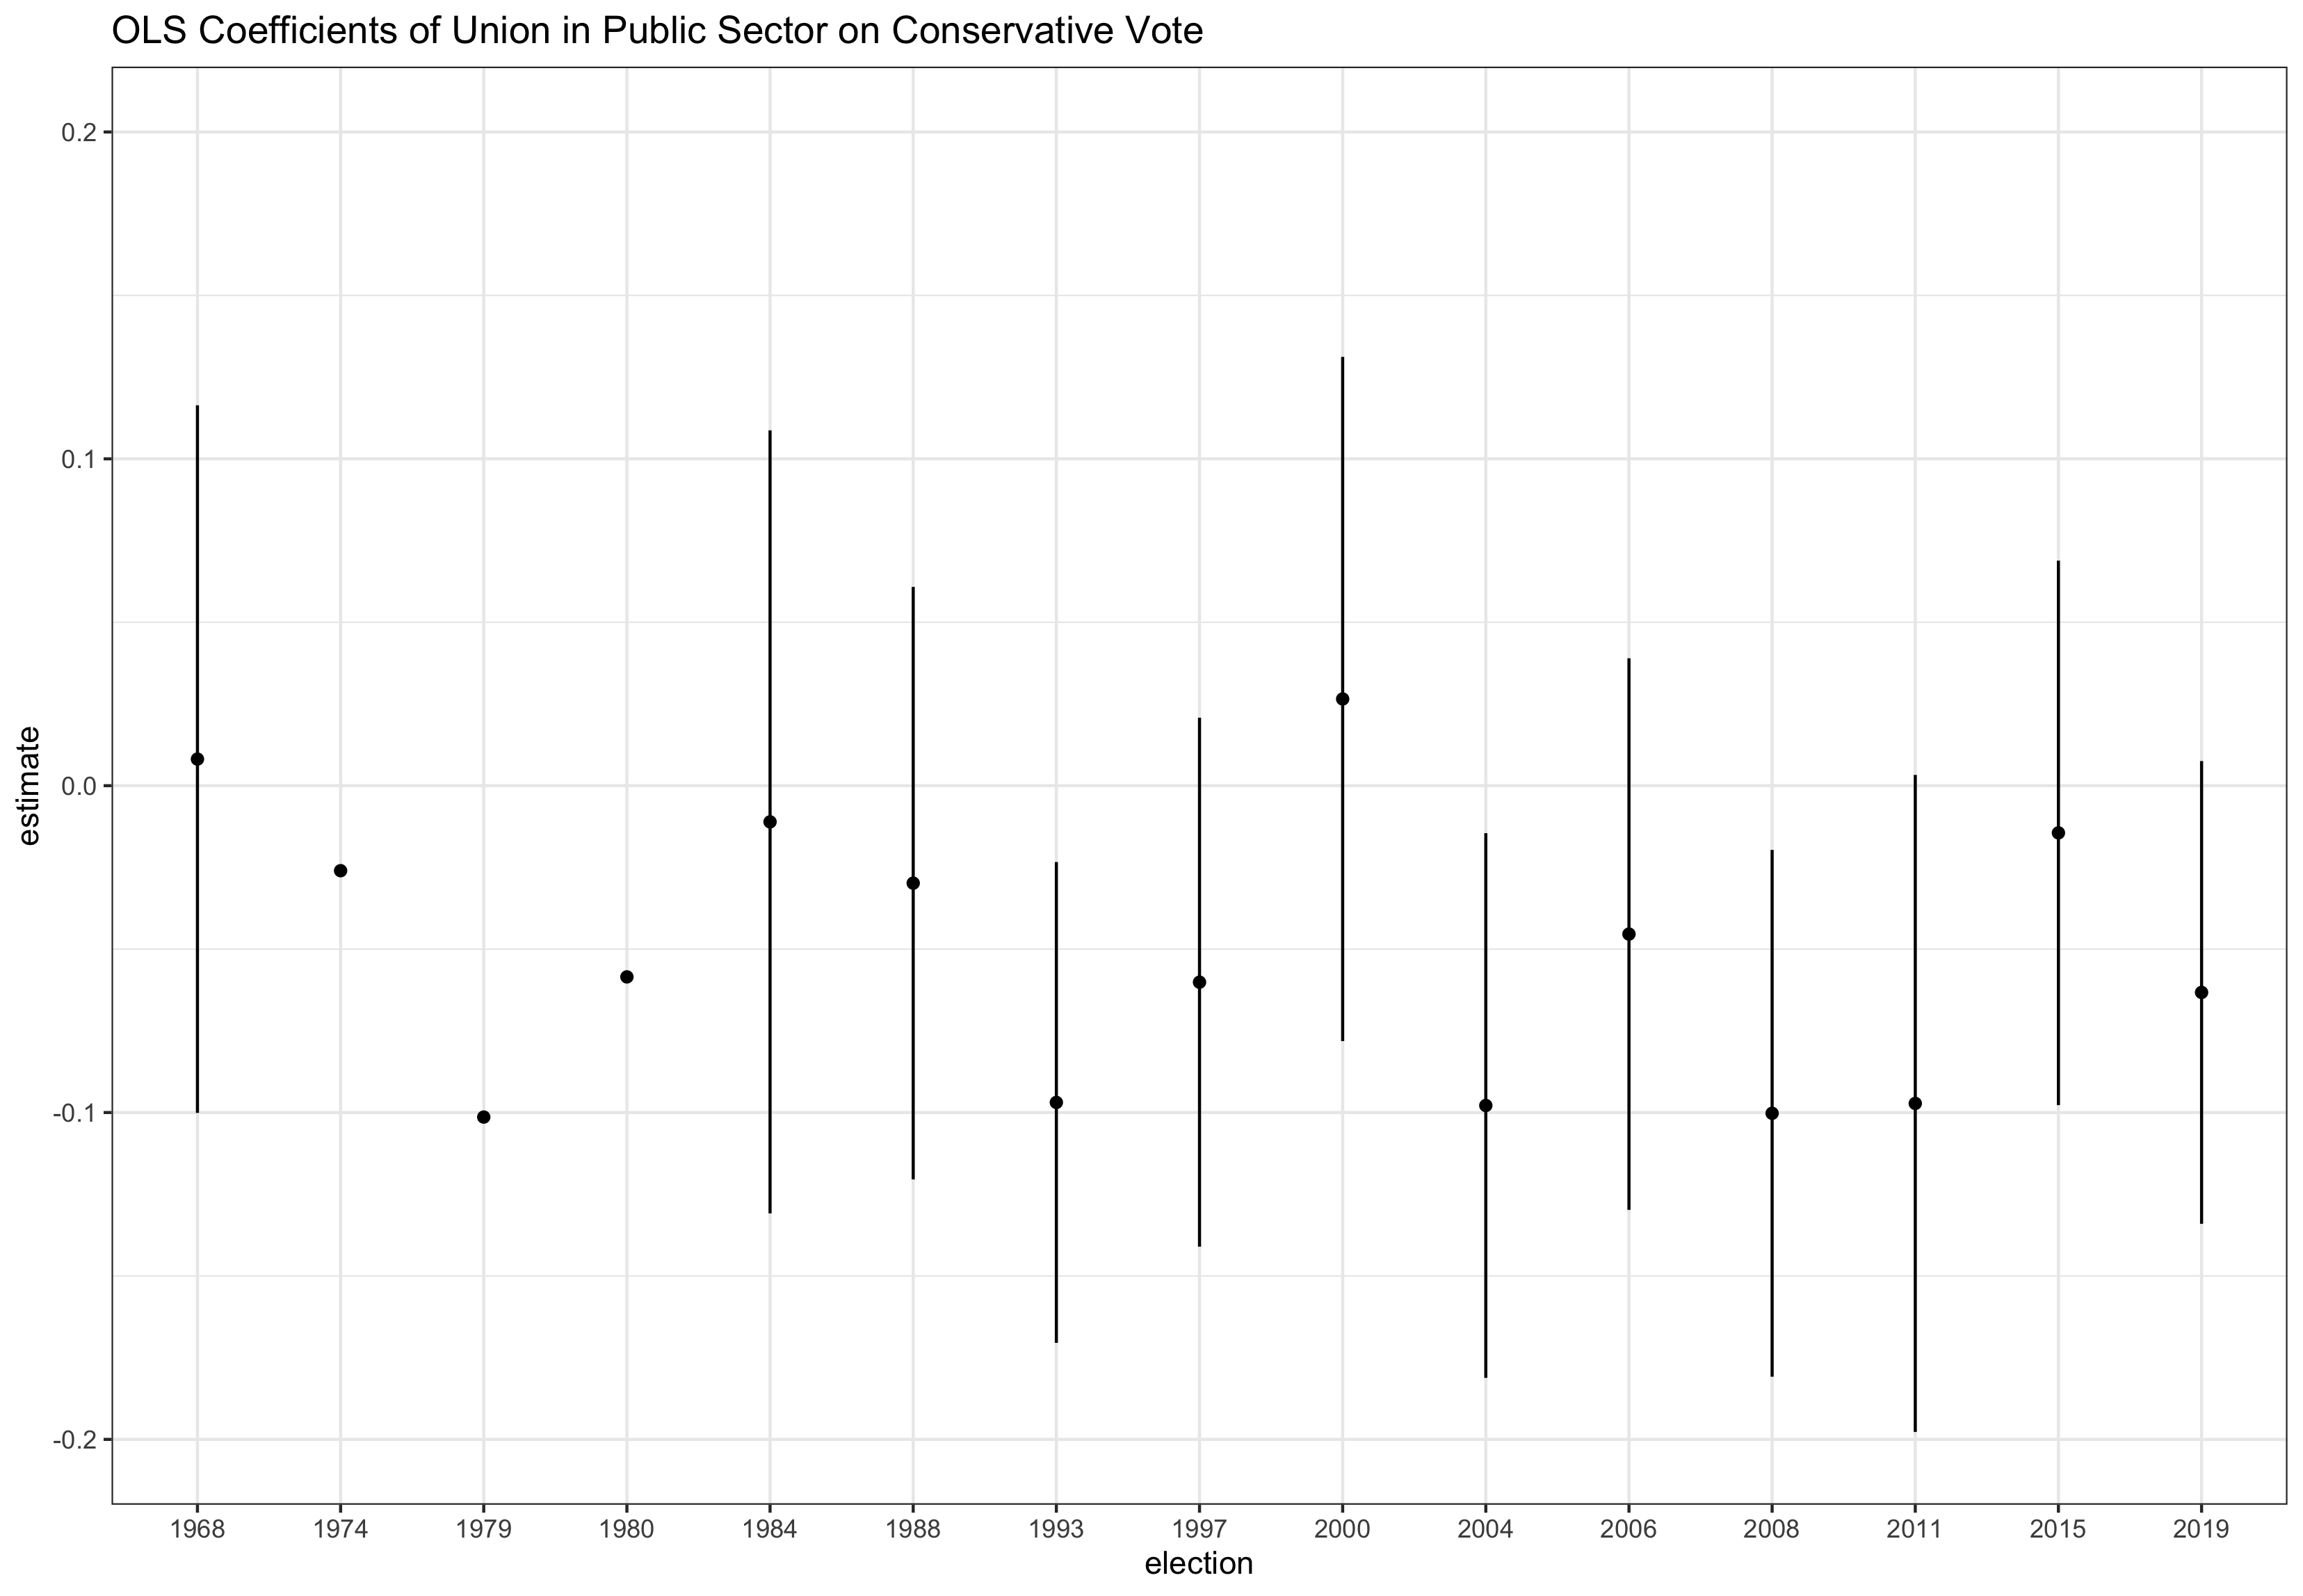 OLS Coefficients of Union in Public Sector on Conservative Vote
0.2
0.1
0.0
-0.1
-0.2
estimate
1968 1974 1979 1980 1984 1988 1993 1997 2000 2004 2006 2008 2011 2015 2019
election